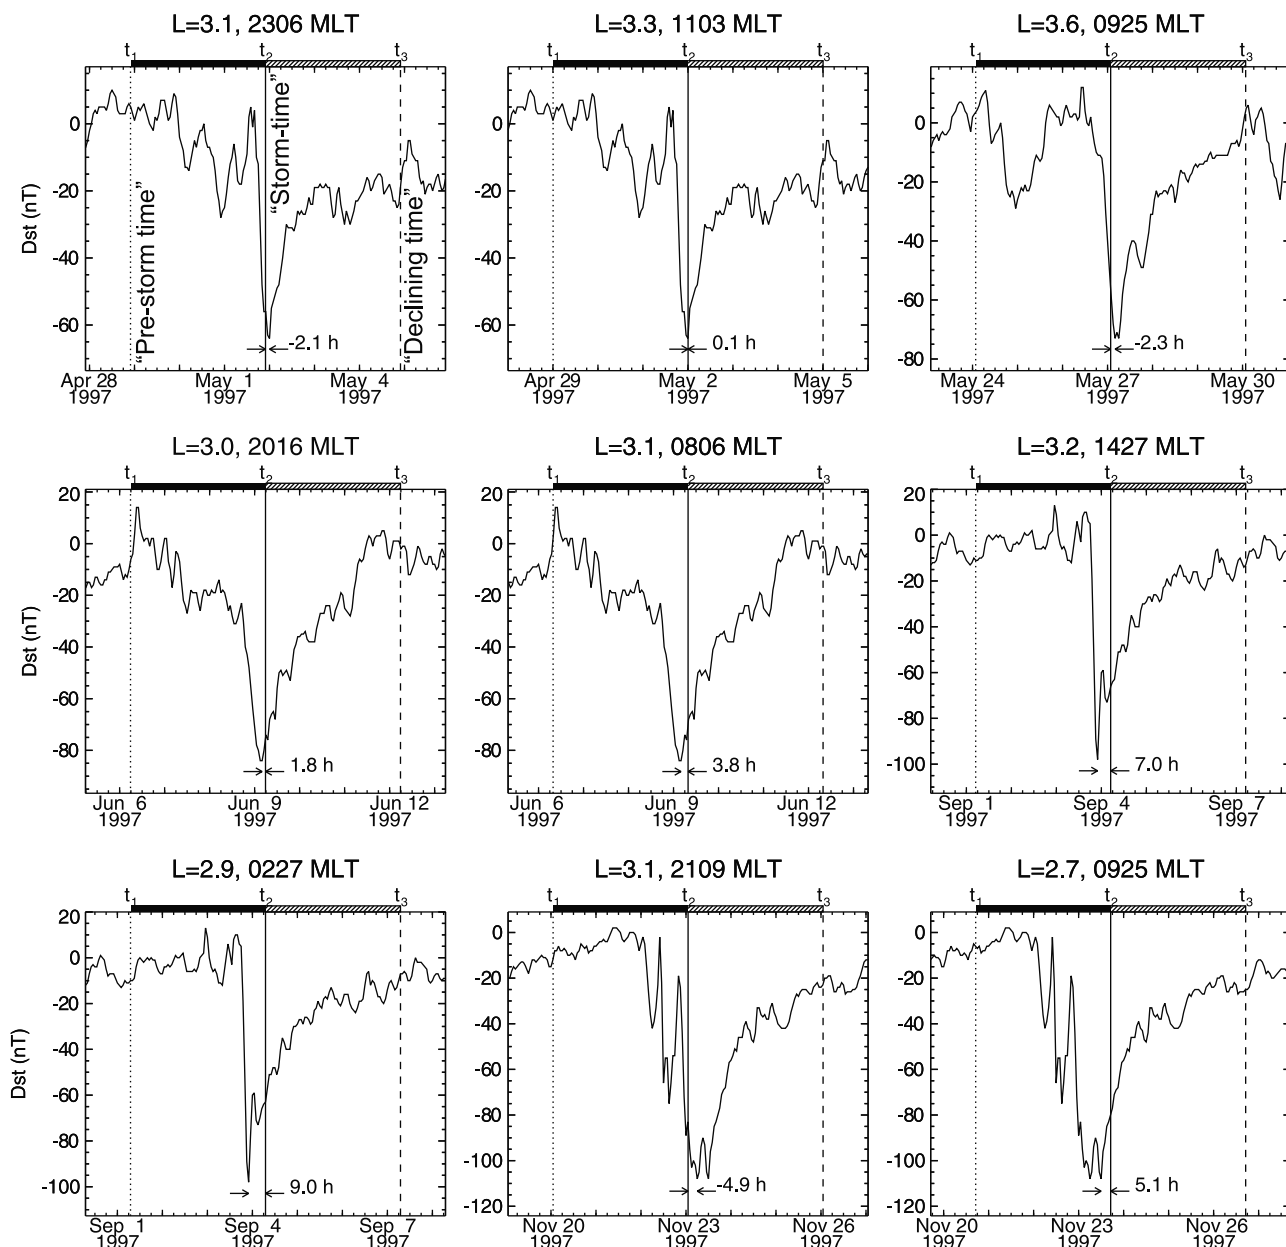 L=3.1, 2306 MLT
t1 t2 t3
0
-20
-40
-60
Dst (nT)
"Pre-storm time"
"Storm-time"
"Declining time"
-2.1 h
Apr 28 May 1 May 4
1997 1997 1997
L=3.3, 1103 MLT
t1 t2 t3
0
-20
-40
-60
0.1 h
Apr 29 May 2 May 5
1997 1997 1997
L=3.6, 0925 MLT
t1 t2 t3
0
-20
-40
-60
-80
-2.3 h
May 24 May 27 May 30
1997 1997 1997
L=3.0, 2016 MLT
t1 t2 t3
20
0
-20
-40
-60
-80
Dst (nT)
1.8 h
Jun 6 Jun 9 Jun 12
1997 1997 1997
L=3.1, 0806 MLT
t1 t2 t3
20
0
-20
-40
-60
-80
3.8 h
Jun 6 Jun 9 Jun 12
1997 1997 1997
L=3.2, 1427 MLT
t1 t2 t3
20
0
-20
-40
-60
-80
-100
7.0 h
Sep 1 Sep 4 Sep 7
1997 1997 1997
L=2.9, 0227 MLT
t1 t2 t3
20
0
-20
-40
-60
-80
-100
Dst (nT)
9.0 h
Sep 1 Sep 4 Sep 7
1997 1997 1997
L=3.1, 2109 MLT
t1 t2 t3
0
-20
-40
-60
-80
-100
-120
-4.9 h
Nov 20 Nov 23 Nov 26
1997 1997 1997
L=2.7, 0925 MLT
t1 t2 t3
0
-20
-40
-60
-80
-100
-120
5.1 h
Nov 20 Nov 23 Nov 26
1997 1997 1997